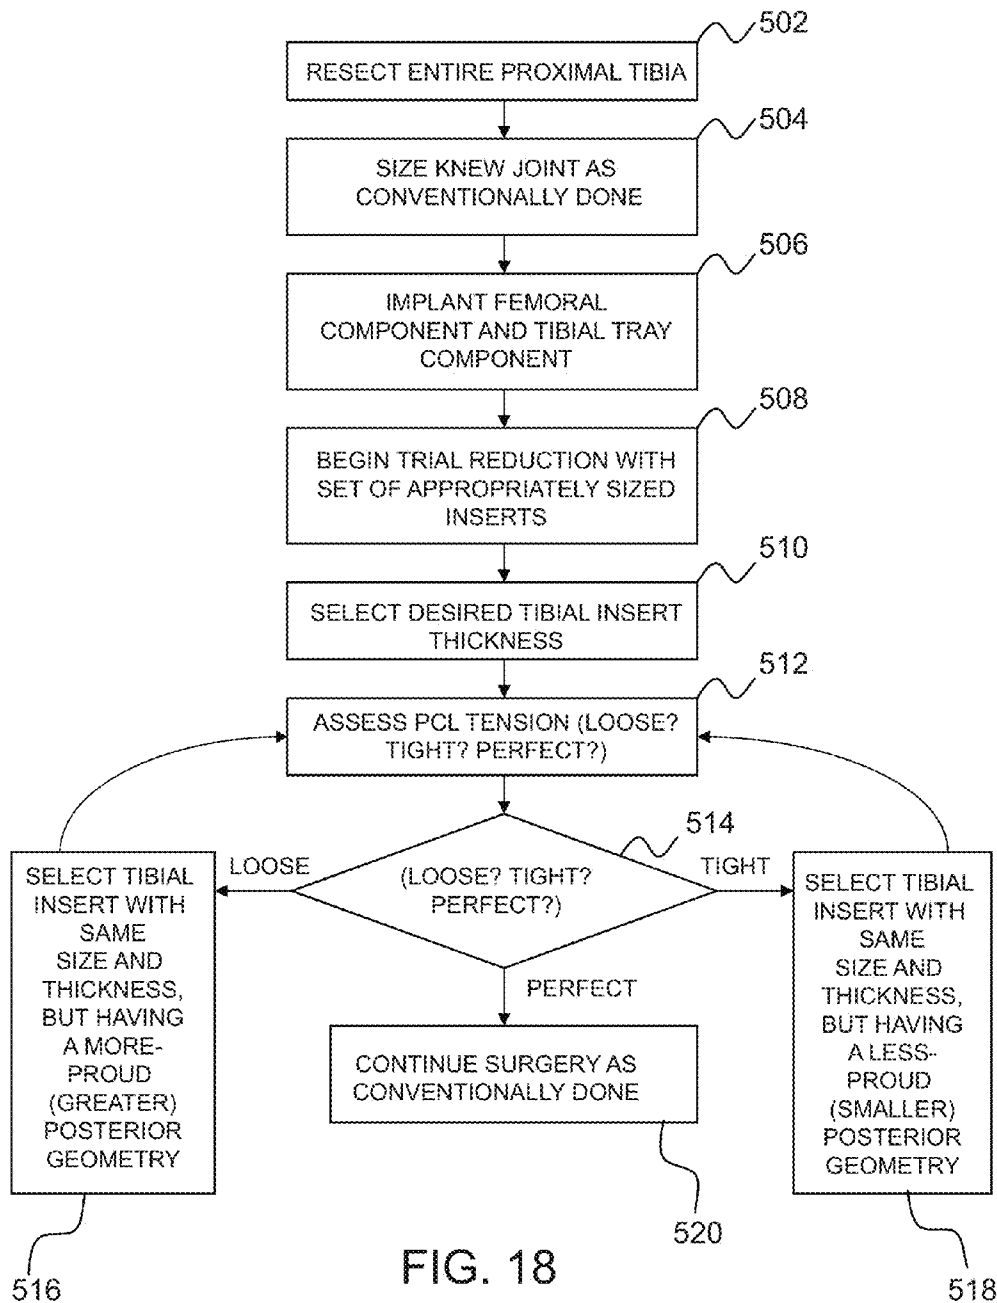 502
RESECT ENTIRE PROXIMAL TIBIA
504
SIZE KNEW JOINT AS
CONVENTIONALLY DONE
506
IMPLANT FEMORAL
COMPONENT AND TIBIAL TRAY
COMPONENT
508
BEGIN TRIAL REDUCTION WITH
SET OF APPROPRIATELY SIZED
INSERTS
510
SELECT DESIRED TIBIAL INSERT
THICKNESS
512
ASSESS PCL TENSION (LOOSE?
TIGHT? PERFECT?)
514
(LOOSE? TIGHT?
PERFECT?)
LOOSE
TIGHT
PERFECT
SELECT TIBIAL
INSERT WITH
SAME
SIZE AND
THICKNESS,
BUT HAVING
A MORE-
PROUD
(GREATER)
POSTERIOR
GEOMETRY
516
CONTINUE SURGERY AS
CONVENTIONALLY DONE
520
SELECT TIBIAL
INSERT WITH
SAME
SIZE AND
THICKNESS,
BUT HAVING
A LESS-
PROUD
(SMALLER)
POSTERIOR
GEOMETRY
518
FIG. 18